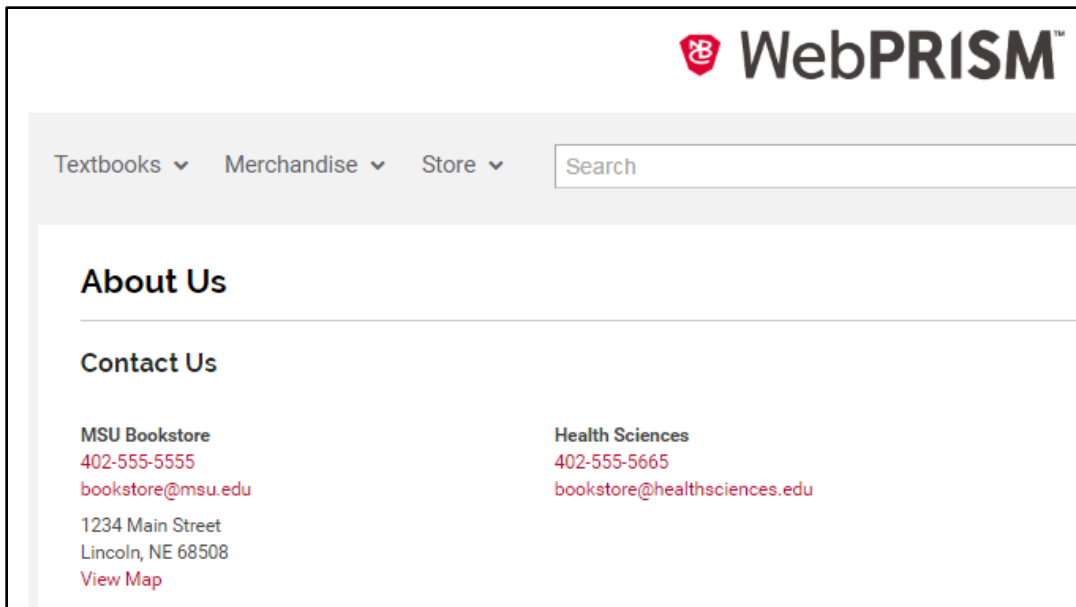 NBC WebPRISM™
Textbooks Merchandise Store Search
About Us
Contact Us
MSU Bookstore
402-555-5555
bookstore@msu.edu
1234 Main Street
Lincoln, NE 68508
View Map
Health Sciences
402-555-5665
bookstore@healthsciences.edu